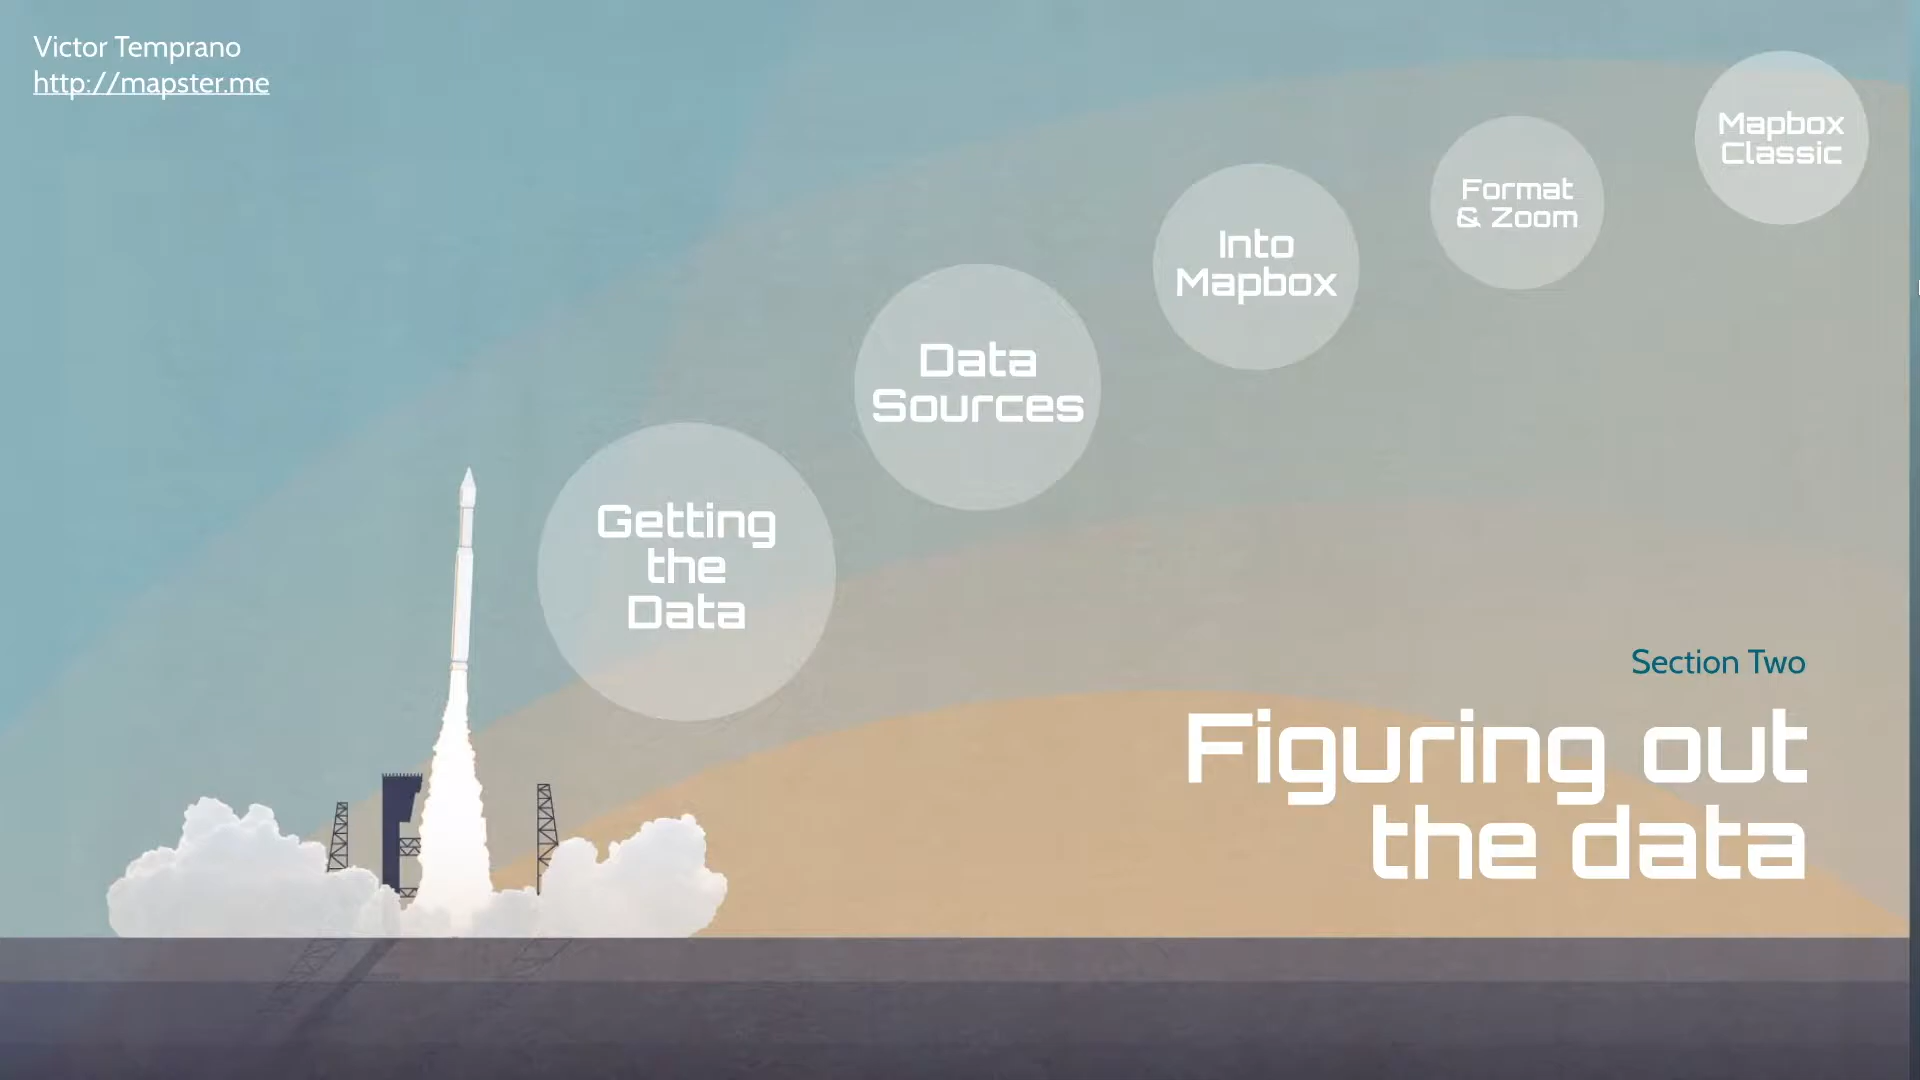 Victor Temprano
http://mapster.me
Mapbox
Classic
Format
& Zoom
Into
Mapbox
Data
Sources
Getting
the
Data
Section Two
Figuring out
the data